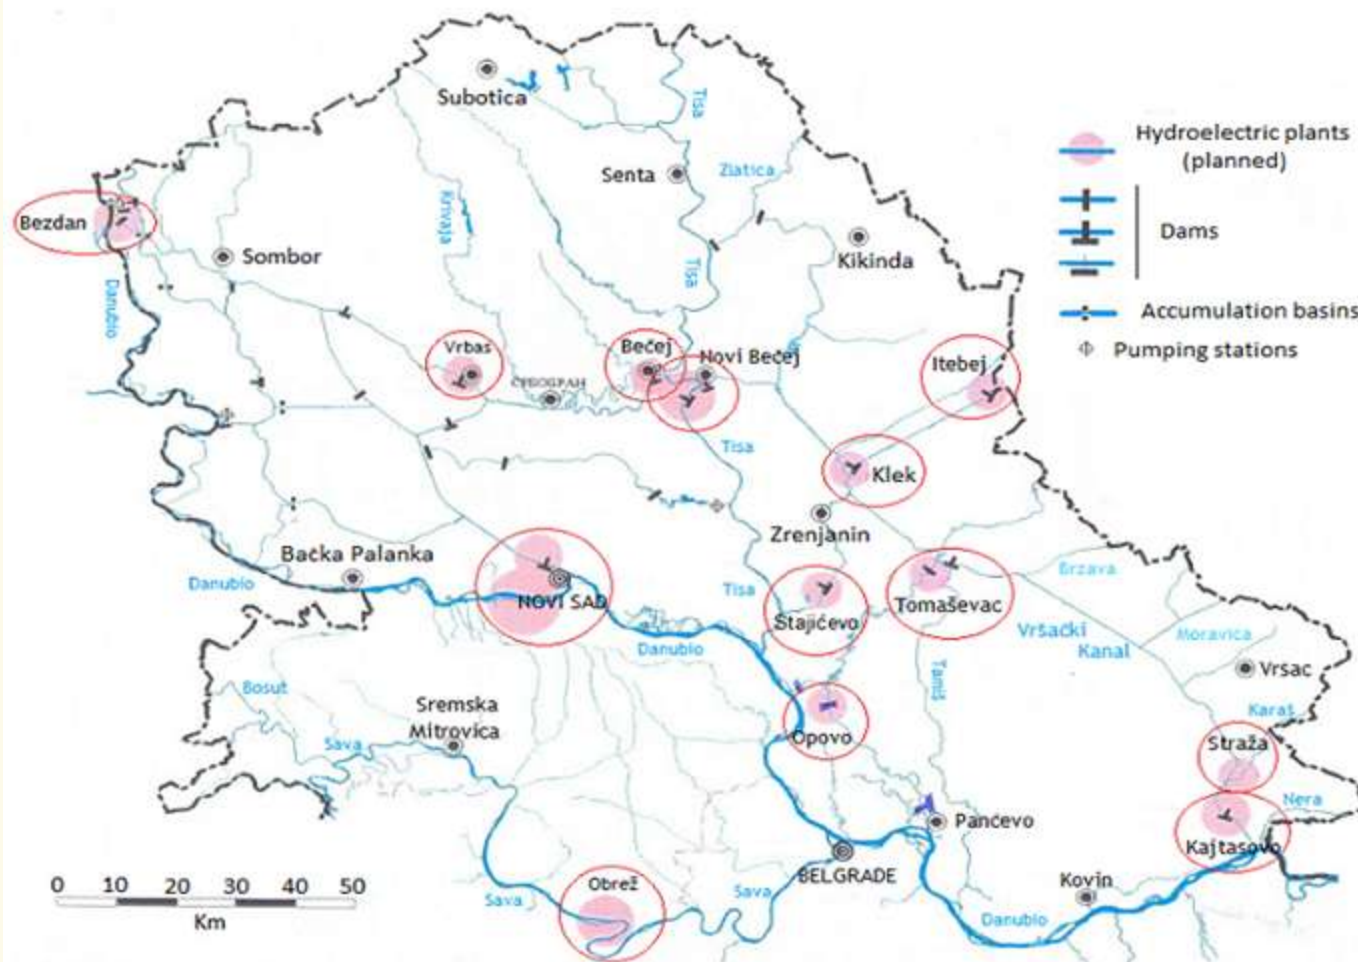 Subotica
Tisa
Senta
Zlatica
Krivaja
Bezdan
Sombor
Kikinda
Tisa
Danubio
Vrbas
Bečej
Novi Bečej
Itebej
СРБОБРАН
Tisa
Klek
Zrenjanin
Bačka Palanka
Danubio
NOVI SAD
Tisa
Stajićevo
Tomaševac
Brzava
Danubio
Vršački
Kanal
Moravica
Vrsac
Tamiš
Bosut
Sremska
Mitrovica
Sava
Opovo
Karaš
Straža
Nera
Kajtasovo
Pančevo
BELGRADE
Kovin
Obrež
Sava
Sava
Danubio
Hydroelectric plants
(planned)
Dams
Accumulation basins
Pumping stations
0 10 20 30 40 50
Km